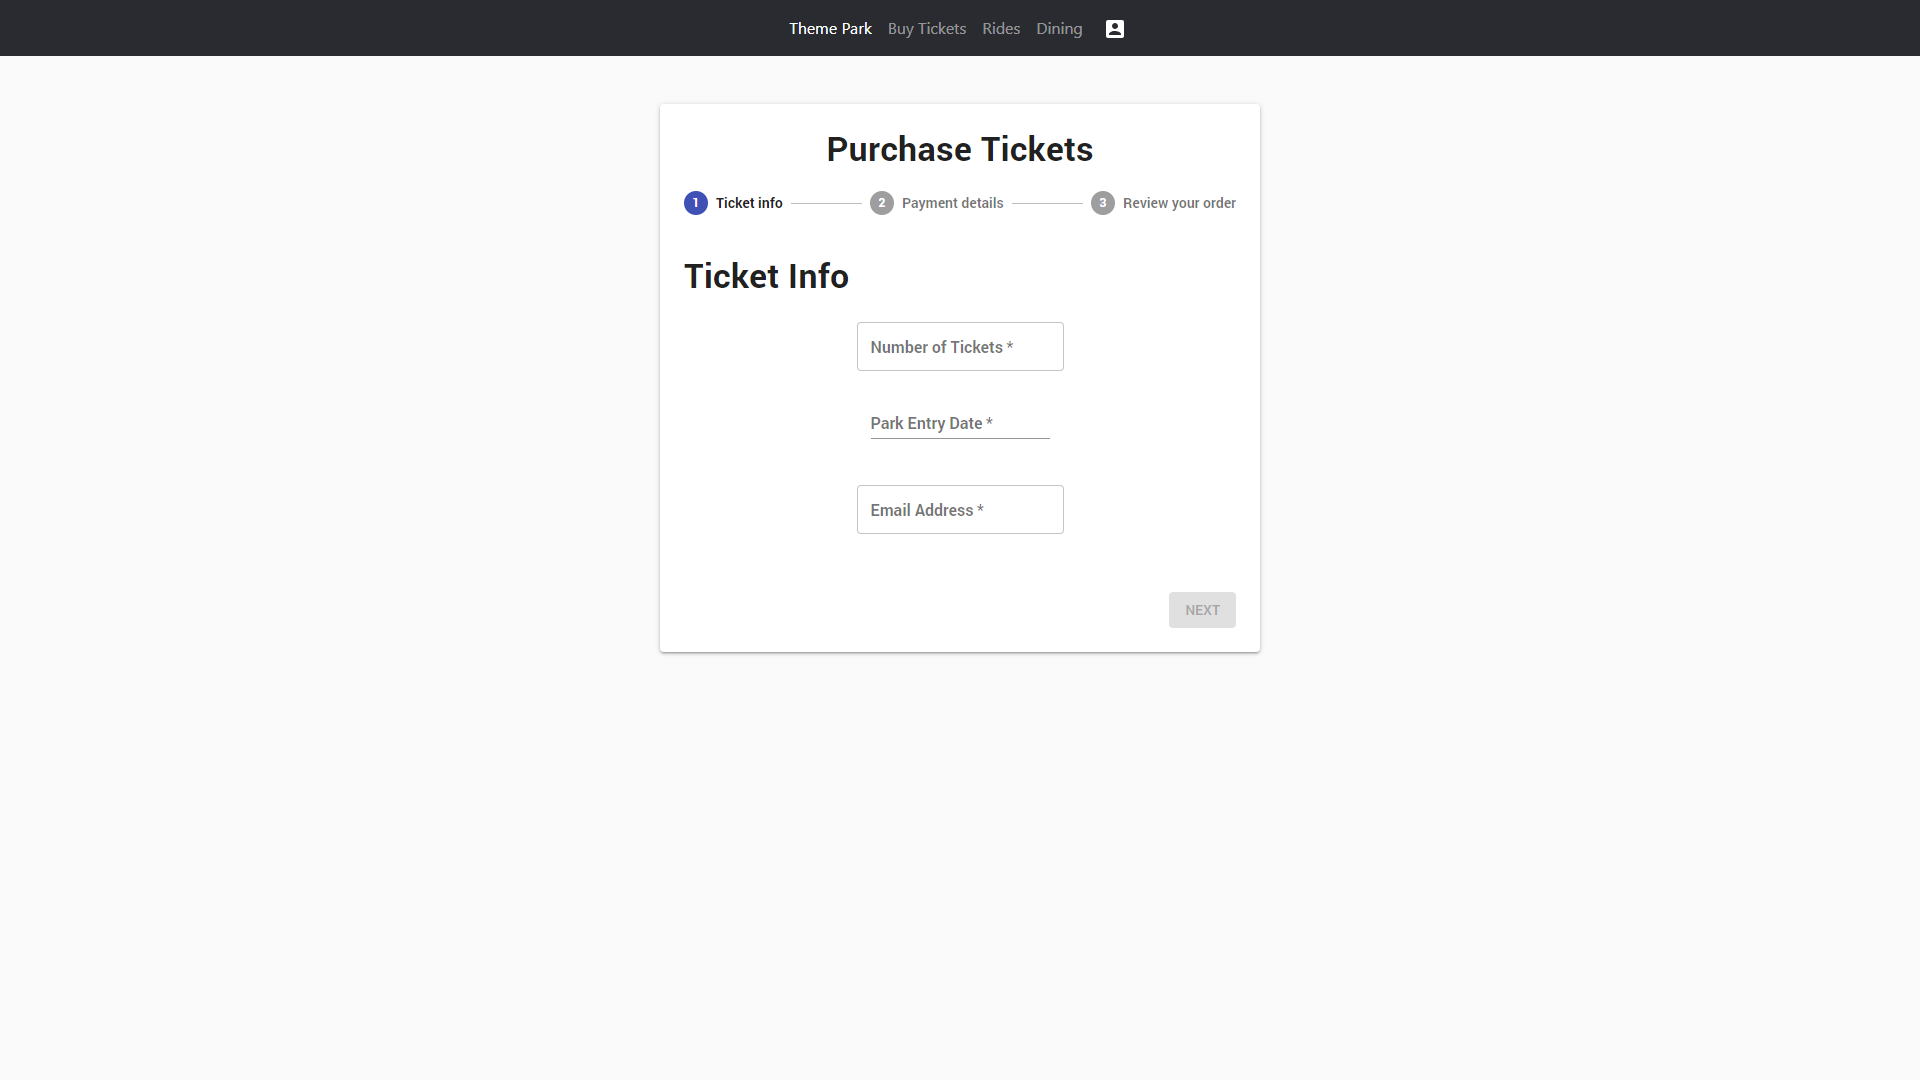 Theme Park Buy Tickets Rides Dining
Purchase Tickets
1 Ticket info 2 Payment details 3 Review your order
Ticket Info
Number of Tickets *
Park Entry Date *
Email Address *
NEXT